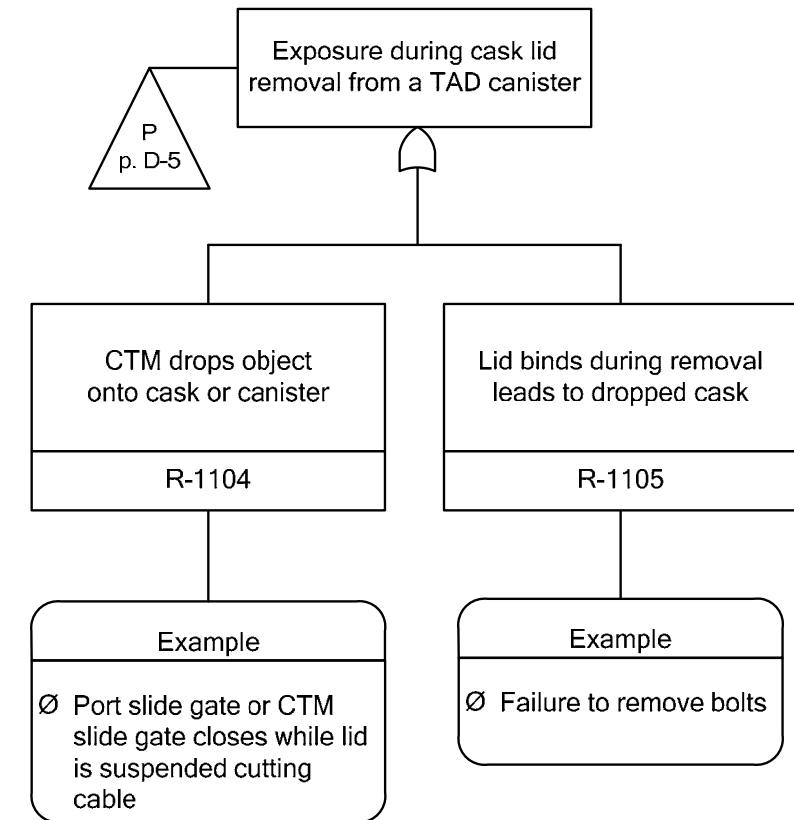 Exposure during cask lid
removal from a TAD canister
P
p. D-5
CTM drops object
onto cask or canister
R-1104
Lid binds during removal
leads to dropped cask
R-1105
Example
Ø Port slide gate or CTM
slide gate closes while lid
is suspended cutting
cable
Example
Ø Failure to remove bolts